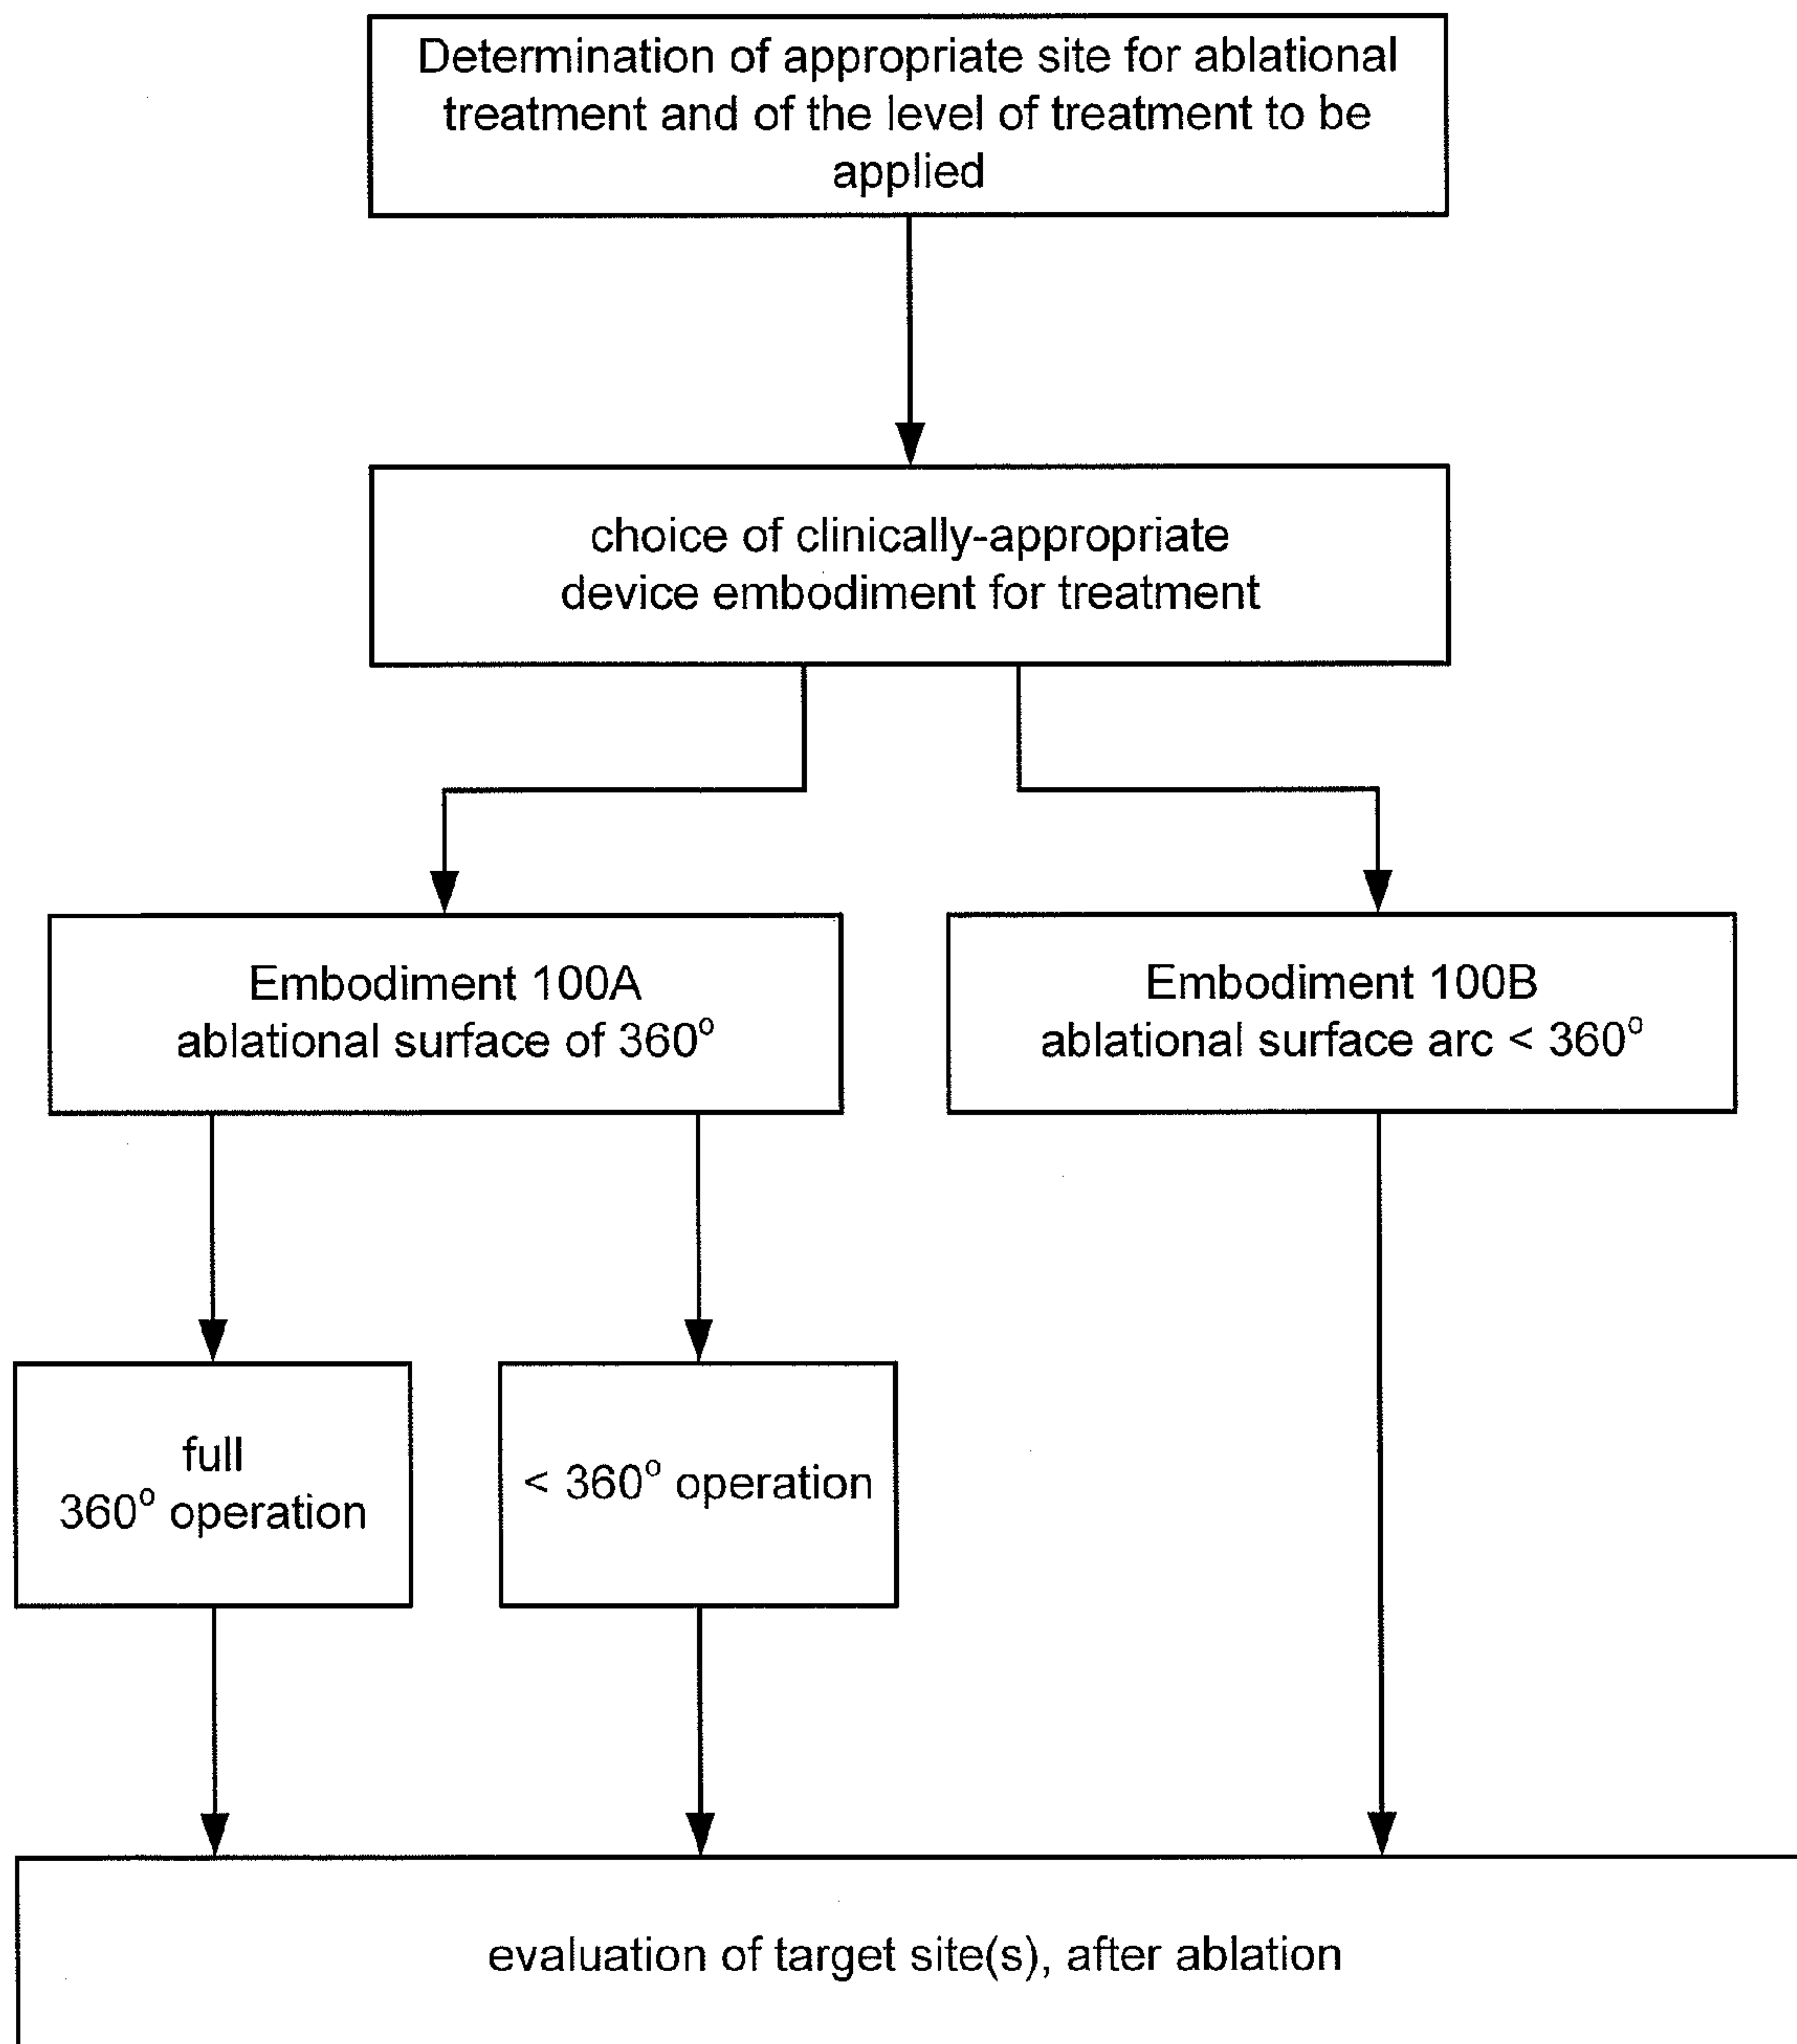 Determination of appropriate site for ablational
treatment and of the level of treatment to be
applied
choice of clinically-appropriate
device embodiment for treatment
Embodiment 100A
ablational surface of 360°
Embodiment 100B
ablational surface arc < 360°
full
360° operation
< 360° operation
evaluation of target site(s), after ablation